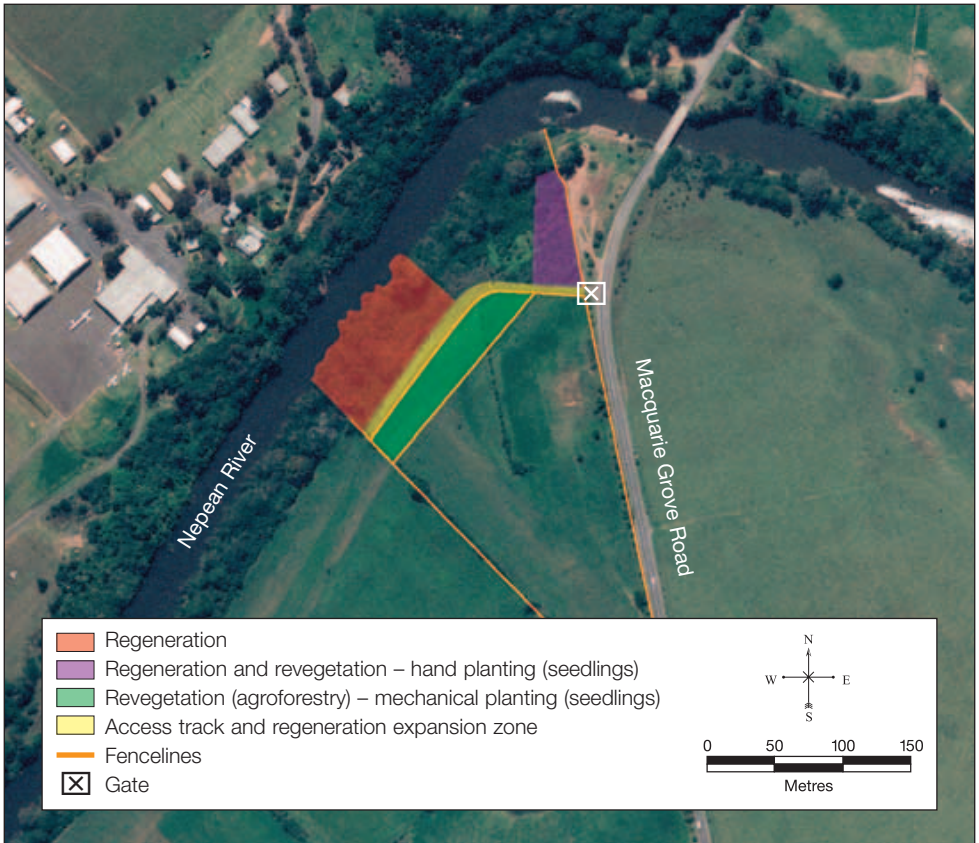 Nepean River
Macquarie Grove Road
Regeneration
Regeneration and revegetation – hand planting (seedlings)
Revegetation (agroforestry) – mechanical planting (seedlings)
Access track and regeneration expansion zone
Fencelines
Gate
N
W E
S
0 50 100 150
Metres